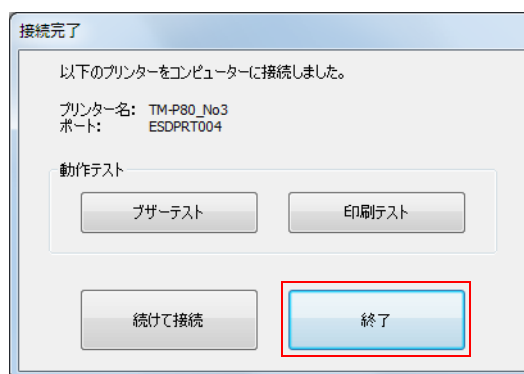 接続完了
以下のプリンターをコンピューターに接続しました。
プリンター名: TM-P80_No3
ポート: ESDPRT004
動作テスト
ブザーテスト 印刷テスト
続けて接続 終了